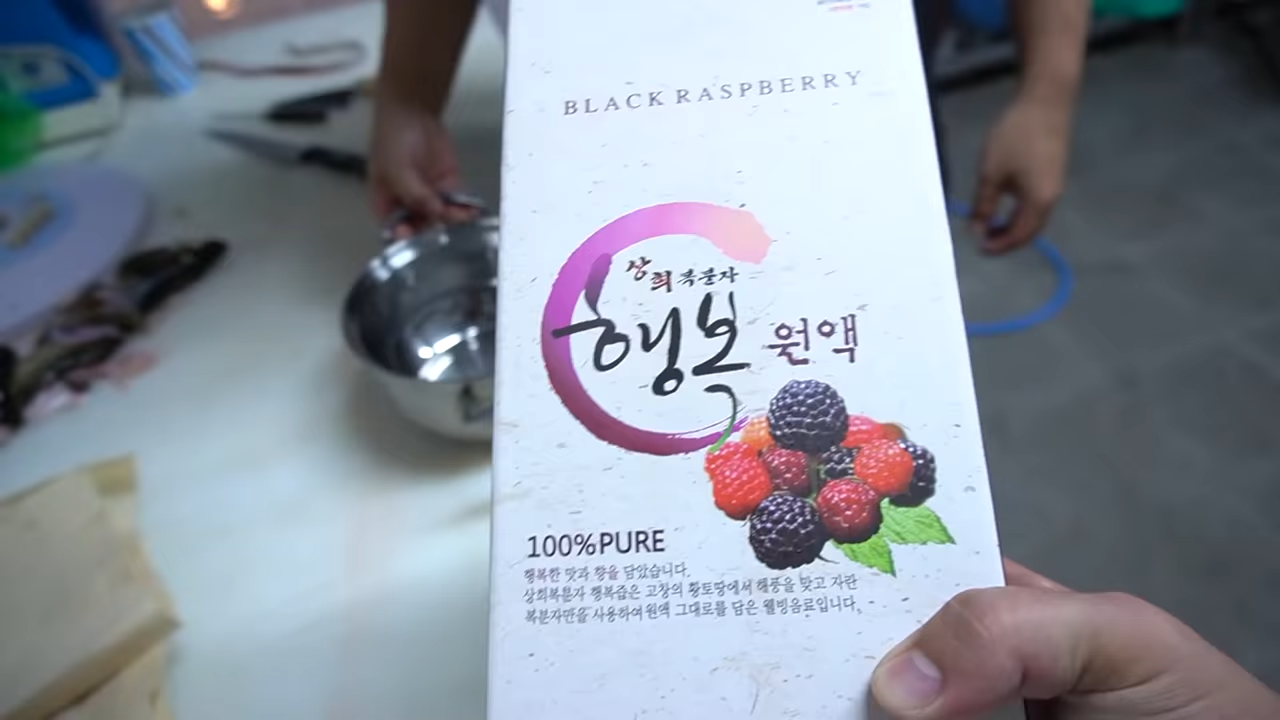 BLACK RASPBERRY
상희 복분자
행복 원액
100%PURE
행복한 맛과 향을 담았습니다.
상희복분자 행복즙은 고창의 황토땅에서 해풍을 맞고 자란
복분자만을 사용하여 원액 그대로를 담은 웰빙음료입니다.